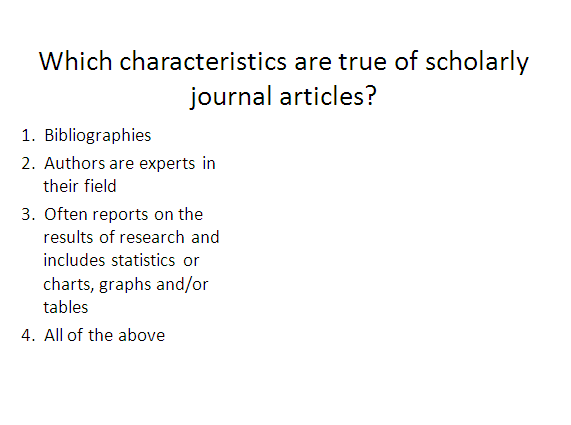 Which characteristics are true of scholarly
journal articles?
1. Bibliographies
2. Authors are experts in
their field
3. Often reports on the
results of research and
includes statistics or
charts, graphs and/or
tables
4. All of the above